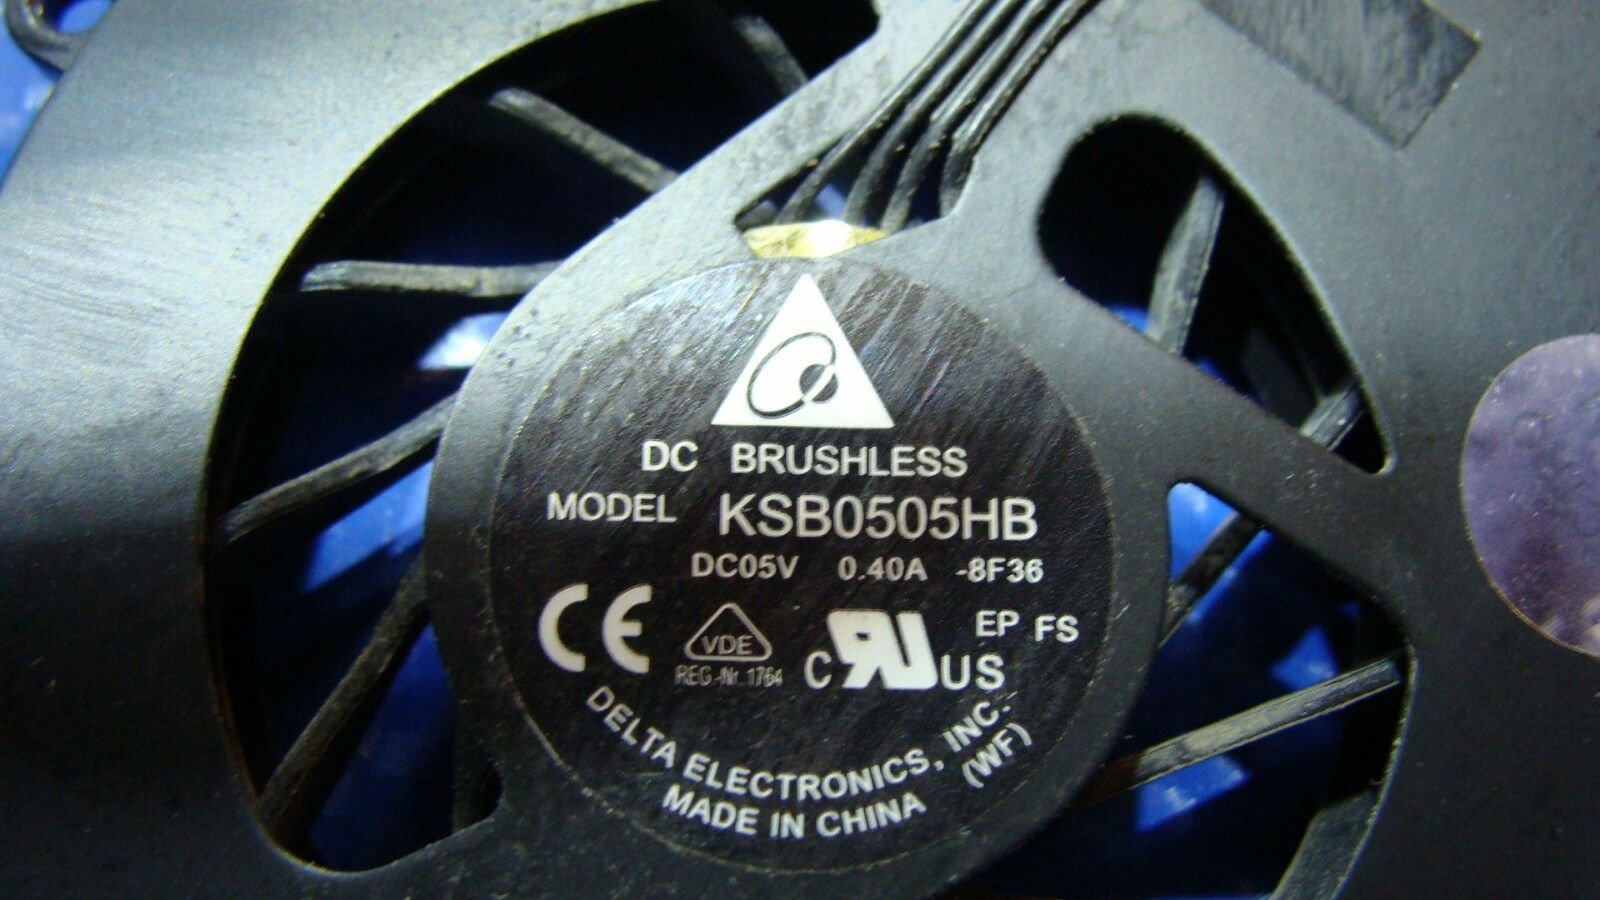 DC BRUSHLESS
MODEL KSB0505HB
DC05V 0.40A -8F36
CE
VDE
REG.-Nr. 1764
C RU US
EP FS
DELTA ELECTRONICS, INC.
MADE IN CHINA (WF)